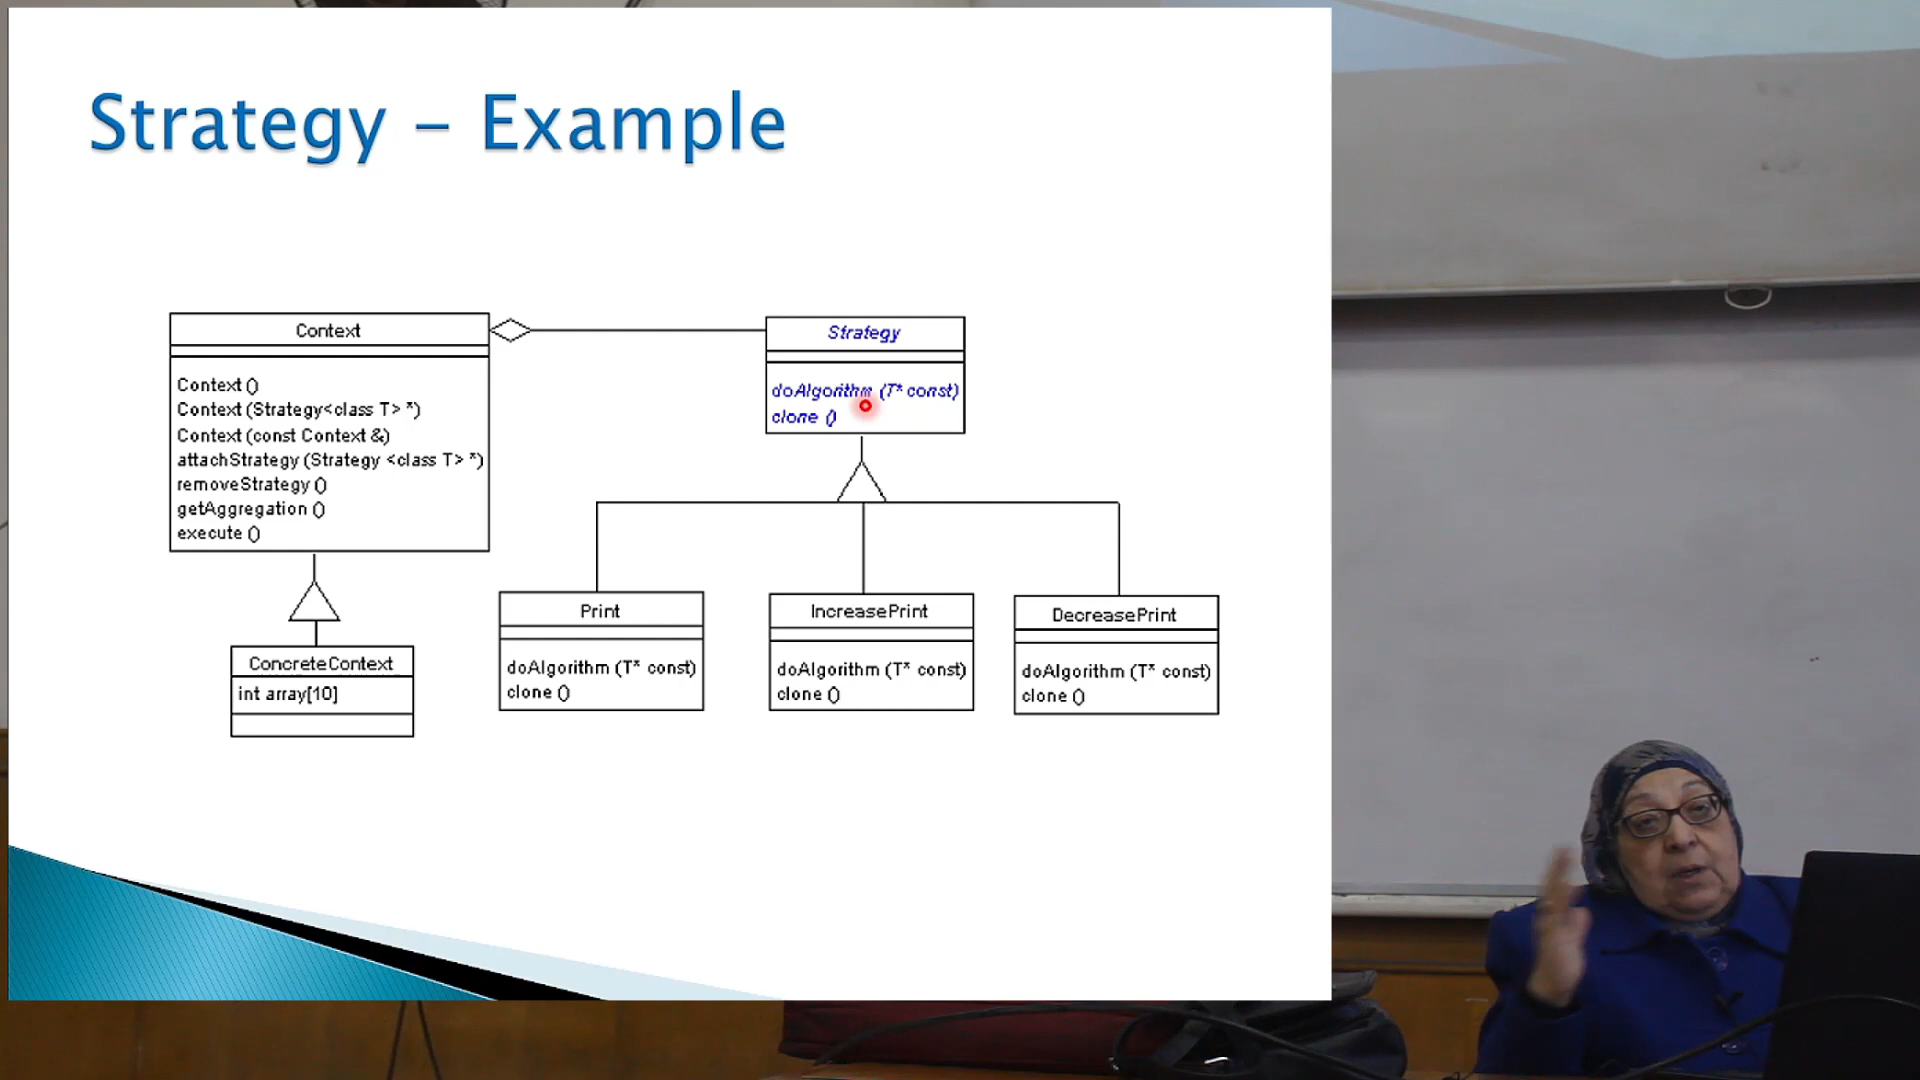 Strategy - Example
Context
Context ()
Context (Strategy<class T> *)
Context (const Context &)
attachStrategy (Strategy <class T> *)
removeStrategy ()
getAggregation ()
execute ()
ConcreteContext
int array[10]
Strategy
doAlgorithm (T* const)
clone ()
Print
doAlgorithm (T* const)
clone ()
IncreasePrint
doAlgorithm (T* const)
clone ()
DecreasePrint
doAlgorithm (T* const)
clone ()